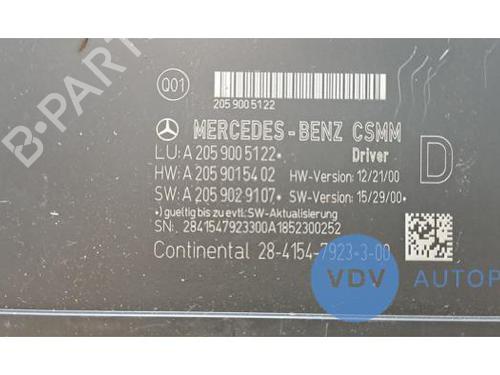 B-PARTS
Q01
205 900 5122
MERCEDES-BENZ CSMM
LU: A 205 900 5122* Driver
D
HW: A 205 901 54 02 HW-Version: 12/21/00
SW: A 205 902 9107* SW-Version: 15/29/00*
*) gueltig bis zu evtl. SW-Aktualisierung
SN: 2841547923300A1852300252
Continental 28-4154-7923-3-00
VDV AUTOP